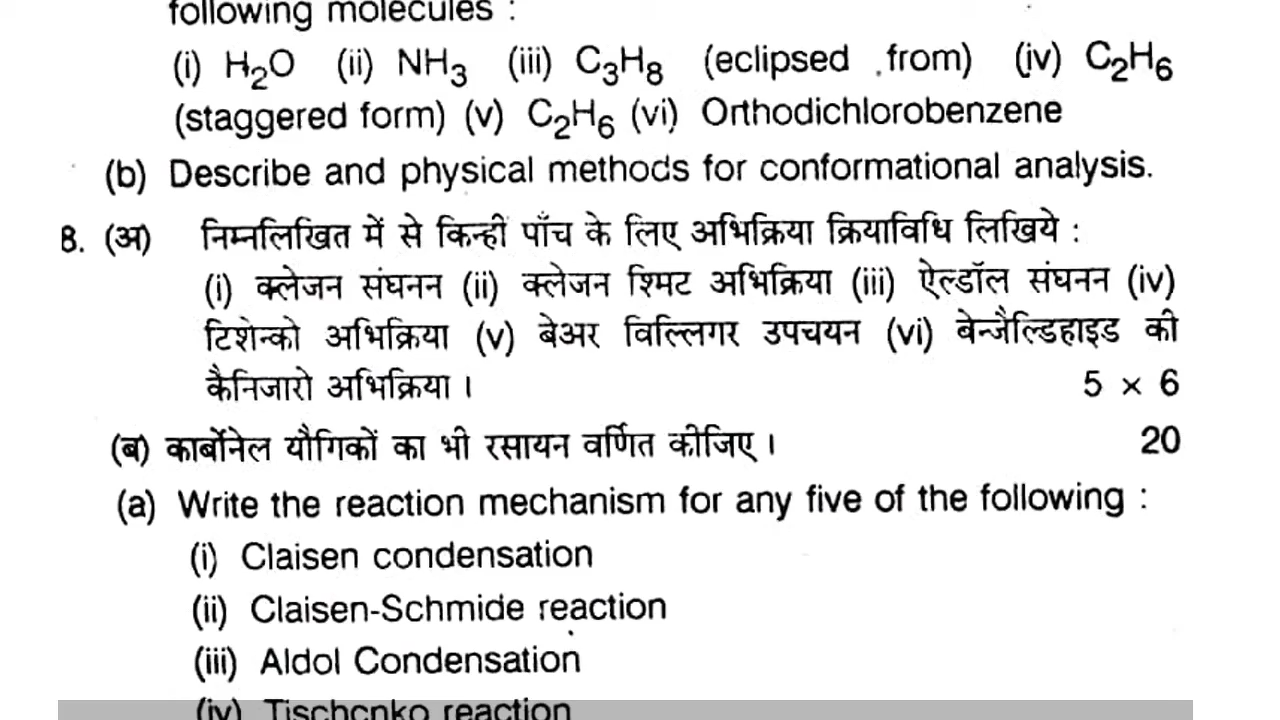 following molecules :
(i) H₂O (ii) NH₃ (iii) C₃H₈ (eclipsed from) (iv) C₂H₆
(staggered form) (v) C₂H₆ (vi) Orthodichlorobenzene
(b) Describe and physical methods for conformational analysis.
8. (अ) निम्नलिखित में से किन्हीं पाँच के लिए अभिक्रिया क्रियाविधि लिखिये :
(i) क्लेजन संघनन (ii) क्लेजन श्मिट अभिक्रिया (iii) ऐल्डॉल संघनन (iv)
टिशेन्को अभिक्रिया (v) बेअर विल्लिगर उपचयन (vi) बेन्जैल्डिहाइड की
कैनिजारो अभिक्रिया । 5 × 6
(ब) कार्बोनेल यौगिकों का भी रसायन वर्णित कीजिए । 20
(a) Write the reaction mechanism for any five of the following :
(i) Claisen condensation
(ii) Claisen-Schmide reaction
(iii) Aldol Condensation
(iv) Tischcnko reaction